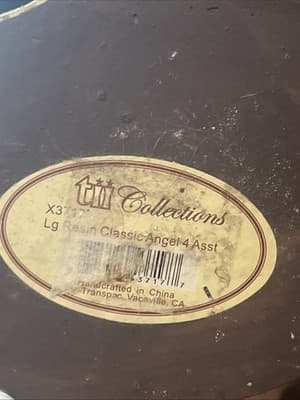 tii Collections
Lg Resin Classic Angel 4 Asst
Handcrafted in China
Transpac, Vacaville, CA